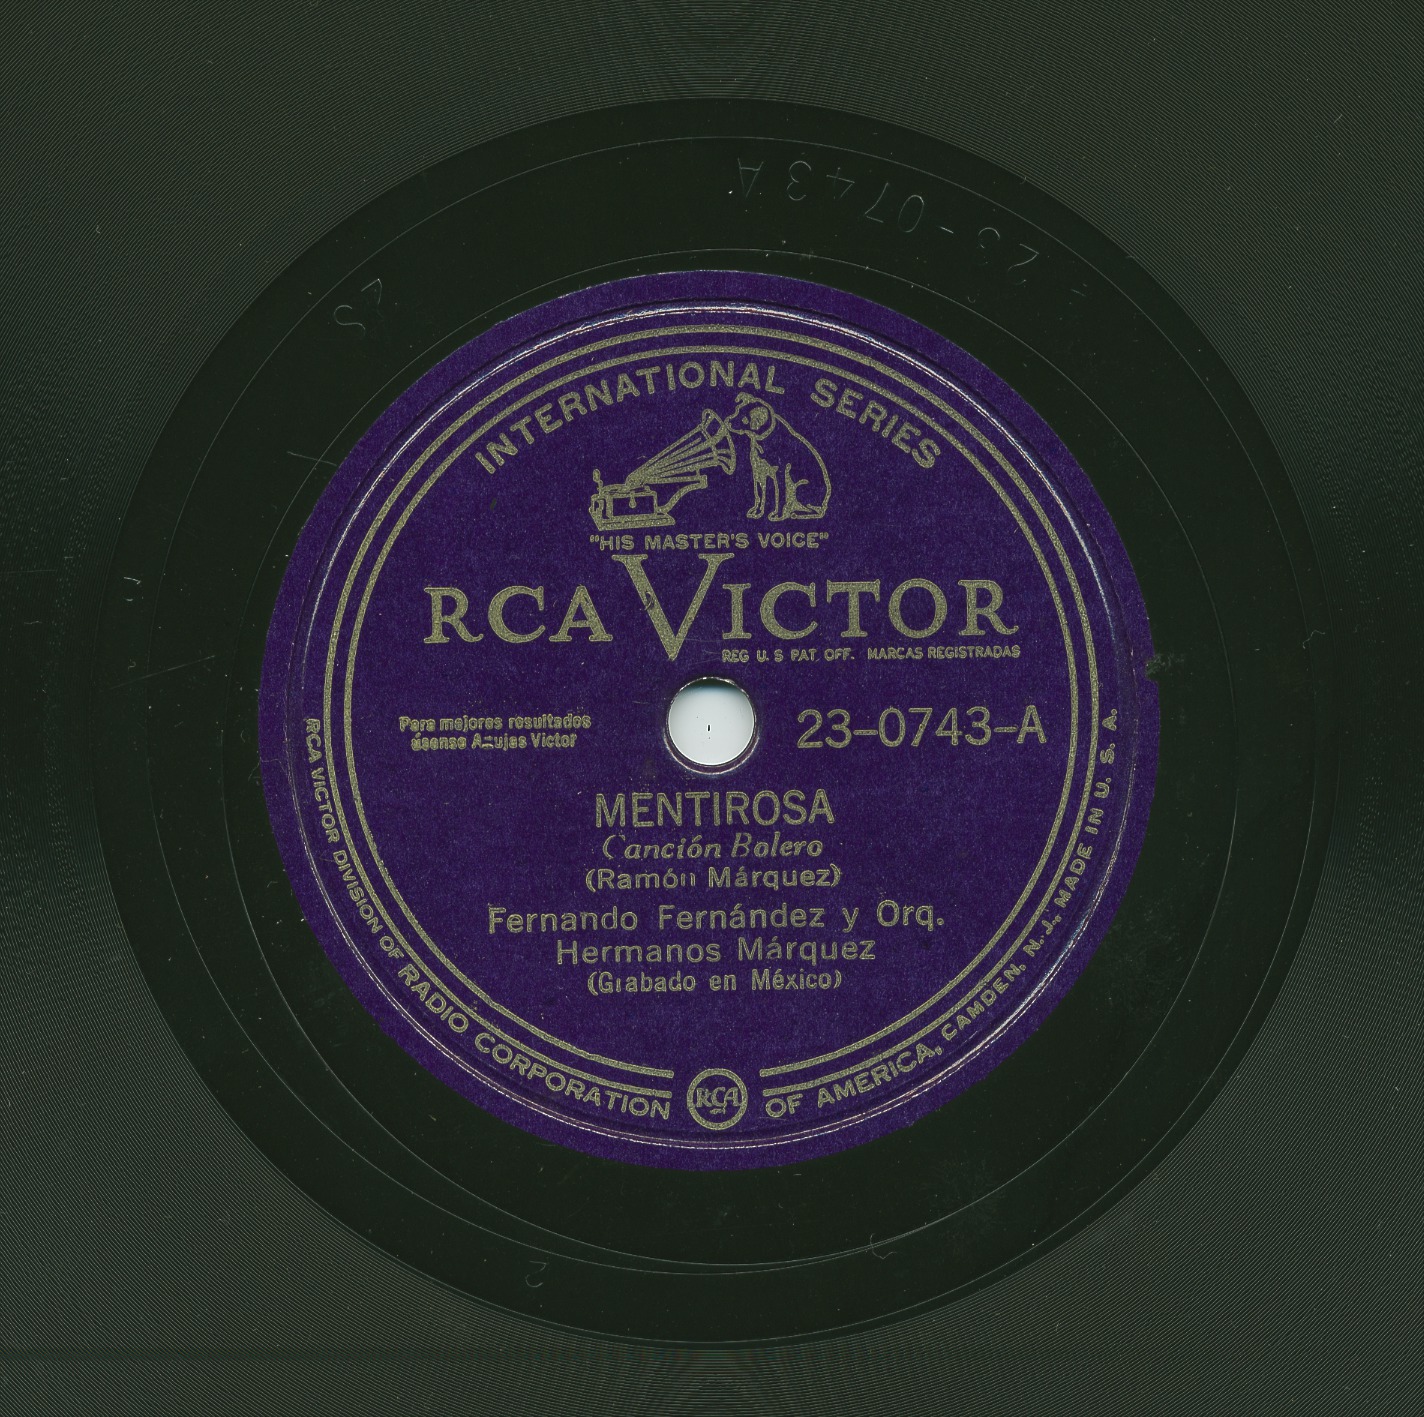 23-0743A
INTERNATIONAL SERIES
"HIS MASTER'S VOICE"
RCA VICTOR
REG U. S PAT. OFF. MARCAS REGISTRADAS
Para mejores resultados
úsense Agujas Victor
23-0743-A
MENTIROSA
Canción Bolero
(Ramón Márquez)
Fernando Fernández y Orq.
Hermanos Márquez
(Grabado en México)
RCA VICTOR DIVISION OF RADIO CORPORATION OF AMERICA, CAMDEN, N. J., MADE IN U. S. A.
RCA
2